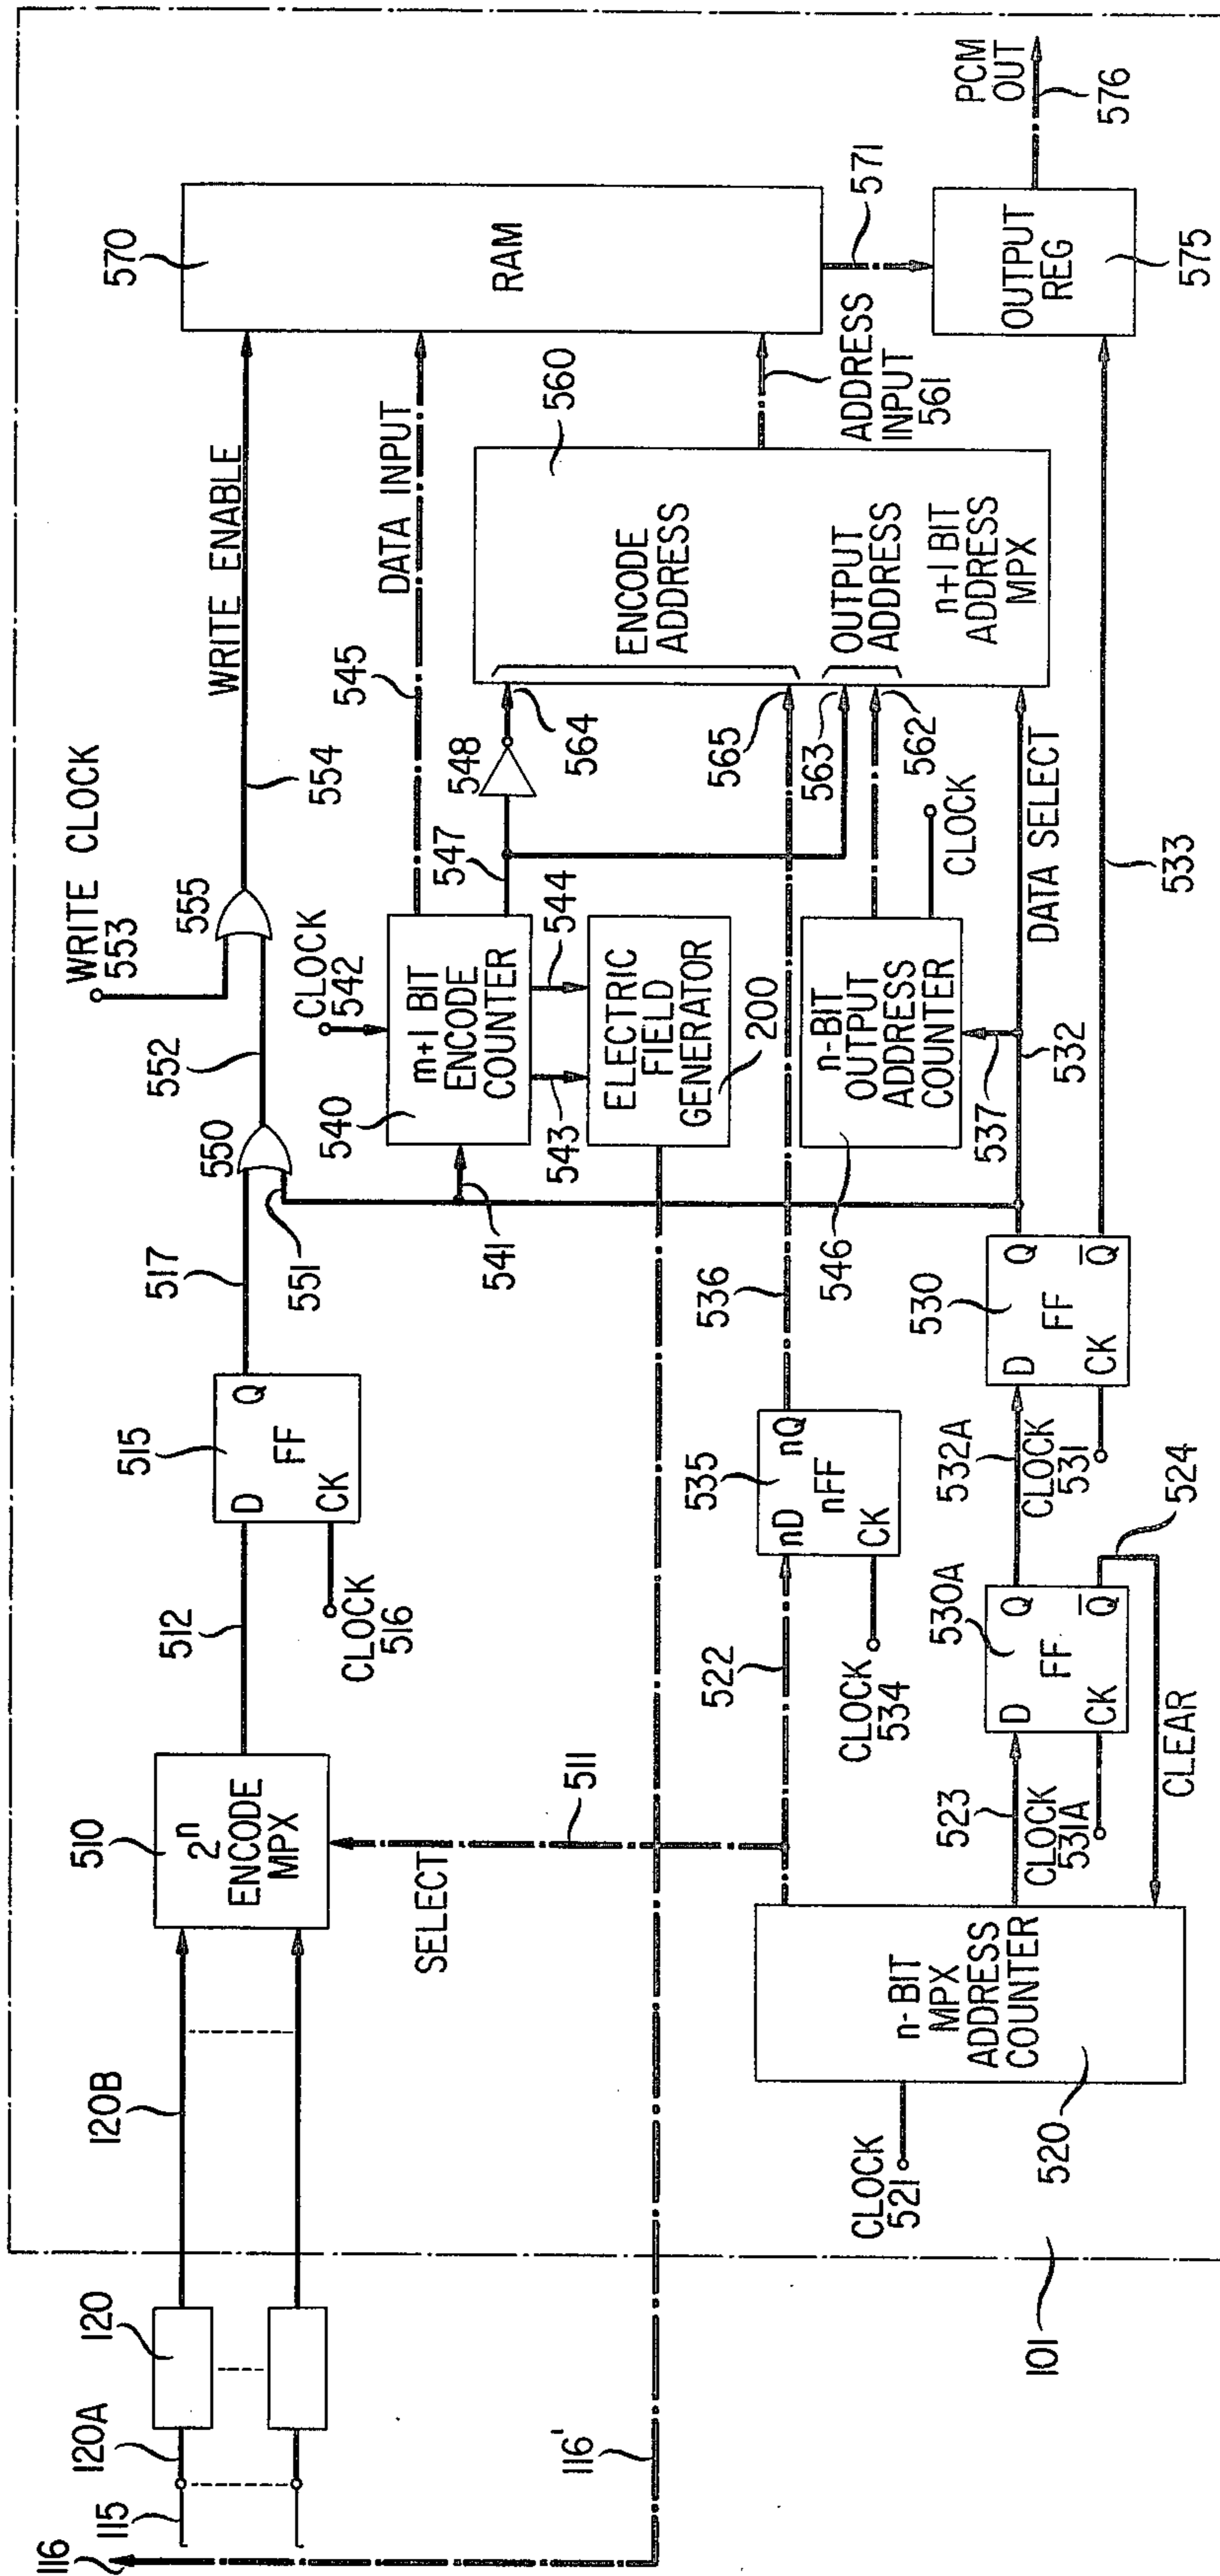 116
115
120A
120
120B
116'
101
510
2^n
ENCODE
MPX
512
SELECT
511
CLOCK
516
515
D
Q
FF
CK
517
550
551
552
WRITE CLOCK
553
555
554
WRITE ENABLE
570
RAM
CLOCK
521
520
n-BIT
MPX
ADDRESS
COUNTER
522
523
CLOCK
531A
CLEAR
524
530A
D
Q
FF
CK
Q̅
532A
CLOCK
531
530
D
Q
FF
CK
Q̅
CLOCK
534
535
nD
nQ
nFF
CK
536
541
540
CLOCK
542
m+1 BIT
ENCODE
COUNTER
543
544
545
DATA INPUT
547
548
ELECTRIC
FIELD
GENERATOR
200
546
n-BIT
OUTPUT
ADDRESS
COUNTER
537
532
CLOCK
DATA SELECT
533
564
565
563
562
560
ENCODE
ADDRESS
OUTPUT
ADDRESS
n+1 BIT
ADDRESS
MPX
ADDRESS
INPUT
561
571
OUTPUT
REG
575
PCM
OUT
576